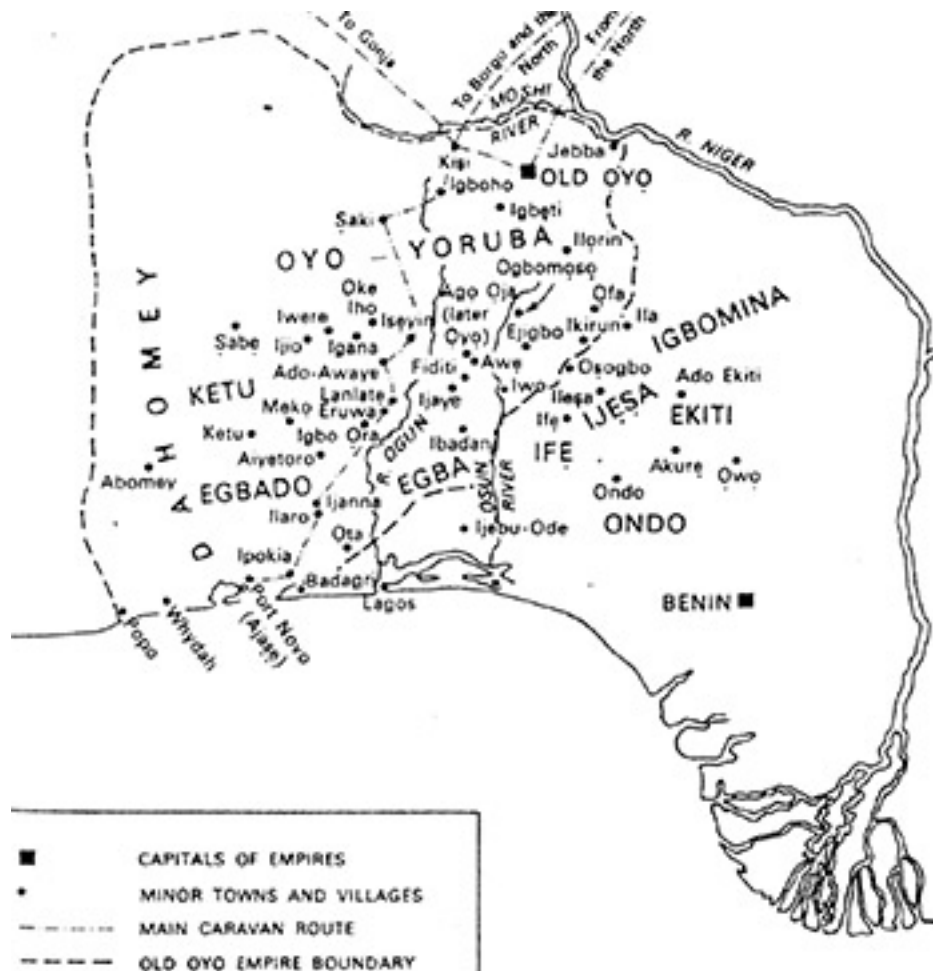 To Gonja
To Borgu and the
North
From
the North
MOSHI
RIVER
R. NIGER
Jebba
Kisi
OLD OYO
Igboho
Igbeti
Saki
OYO – YORUBA
Ilorin
Ogbomoso
Oke
Iho
Ago Oja
(later
Oyo)
Ofa
Ila
IGBOMINA
Iwere
Iseyin
Ejigbo
Ikirun
Sabe
Ijio
Igana
Ado-Awaye
Fiditi
Awe
Osogbo
Ado Ekiti
KETU
Lanlate
Iwo
Ilesa
IJESA
EKITI
Meko
Eruwa
Ijaye
Ife
Ketu
Igbo Ora
R. OGUN
Ibadan
IFE
Aiyetoro
EGBA
Akure
Owo
Abomey
DAHOMEY
EGBADO
OSUN
RIVER
Ondo
Ijanna
ONDO
Ilaro
Ota
Ijebu-Ode
Ipokia
Badagri
Lagos
BENIN
Popo
Whydah
Port Novo
(Ajase)
CAPITALS OF EMPIRES
MINOR TOWNS AND VILLAGES
MAIN CARAVAN ROUTE
OLD OYO EMPIRE BOUNDARY